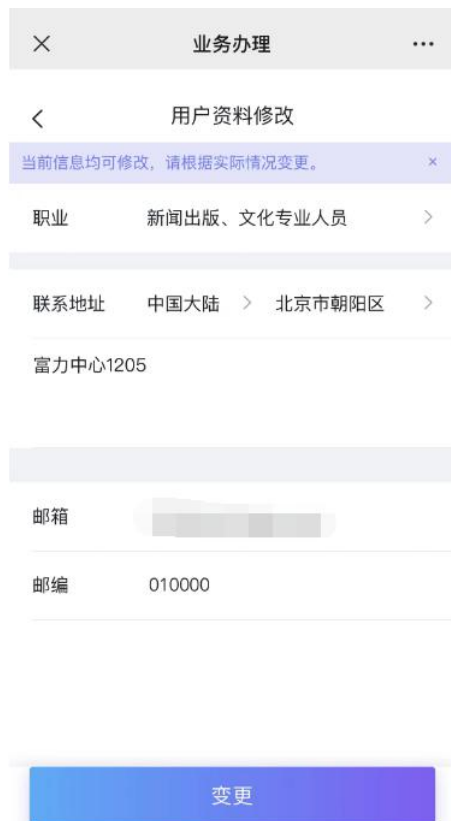 业务办理
用户资料修改
当前信息均可修改，请根据实际情况变更。
职业 新闻出版、文化专业人员
联系地址 中国大陆 北京市朝阳区
富力中心1205
邮箱
邮编 010000
变更